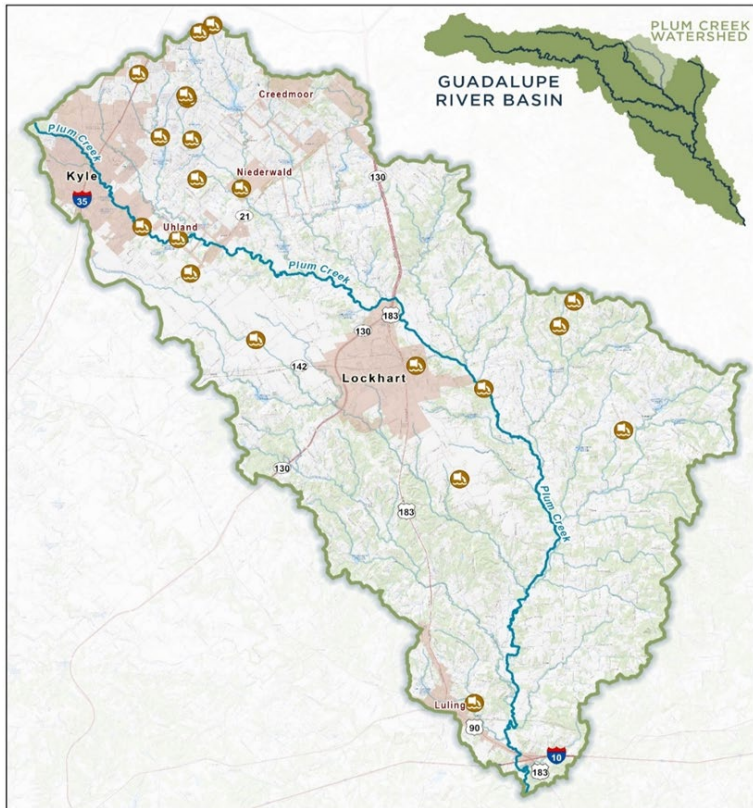 PLUM CREEK
WATERSHED
GUADALUPE
RIVER BASIN
Creedmoor
Plum Creek
Kyle
35
Niederwald
130
21
Uhland
Plum Creek
183
130
142
Lockhart
130
183
Plum Creek
Luling
90
10
183